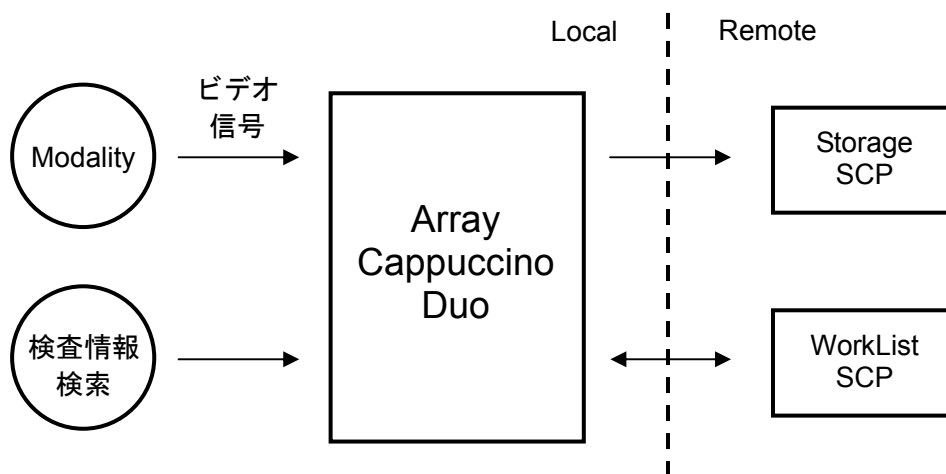 Local
Remote
ビデオ
信号
Modality
Storage
SCP
Array
Cappuccino
Duo
検査情報
検索
WorkList
SCP